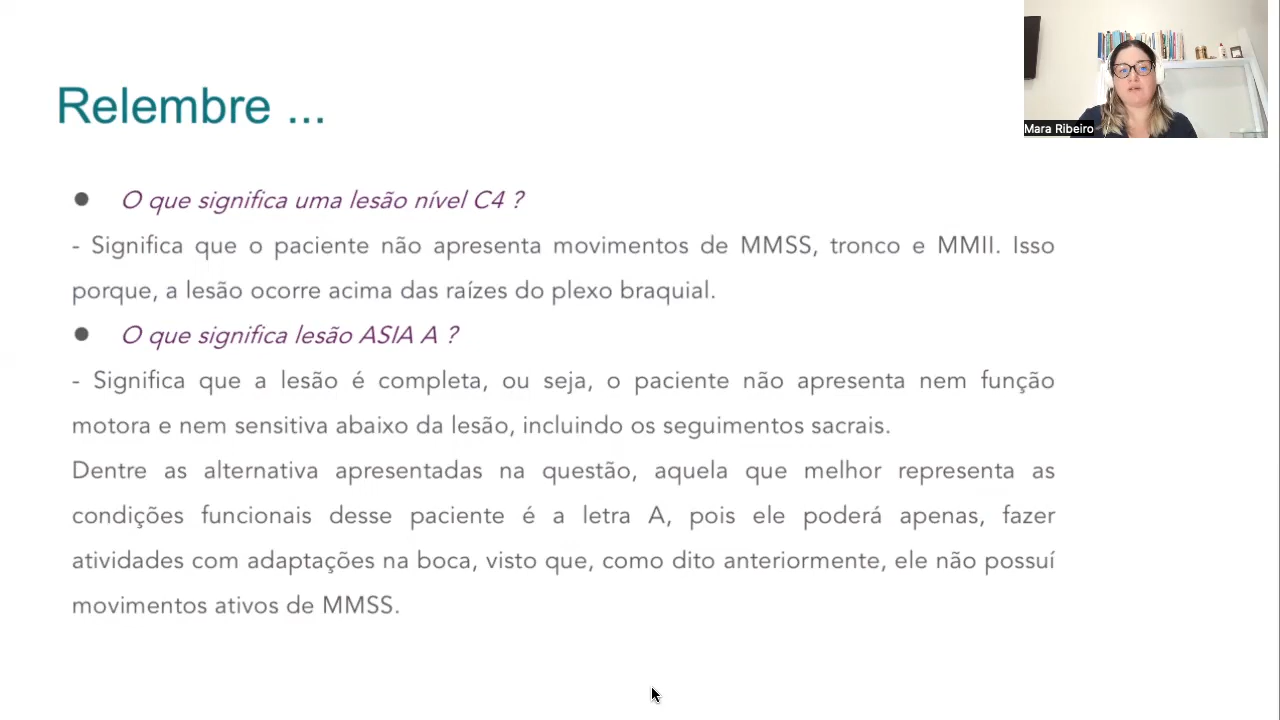 Mara Ribeiro
Relembre ...
● O que significa uma lesão nível C4 ?
- Significa que o paciente não apresenta movimentos de MMSS, tronco e MMII. Isso
porque, a lesão ocorre acima das raízes do plexo braquial.
● O que significa lesão ASIA A ?
- Significa que a lesão é completa, ou seja, o paciente não apresenta nem função
motora e nem sensitiva abaixo da lesão, incluindo os seguimentos sacrais.
Dentre as alternativa apresentadas na questão, aquela que melhor representa as
condições funcionais desse paciente é a letra A, pois ele poderá apenas, fazer
atividades com adaptações na boca, visto que, como dito anteriormente, ele não possuí
movimentos ativos de MMSS.